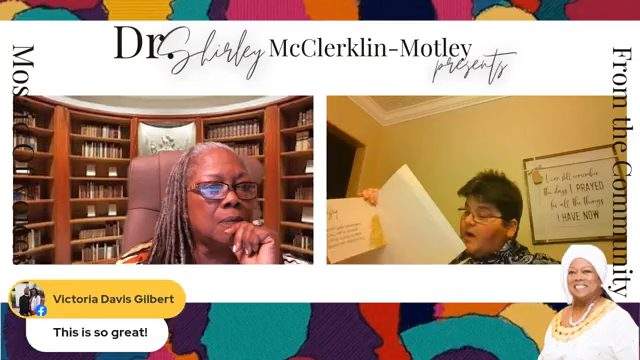 Dr. Shirley McClerklin-Motley
presents
From the Community
I can still remember
the days I PRAYED
for all the things
I HAVE NOW
Victoria Davis Gilbert
This is so great!